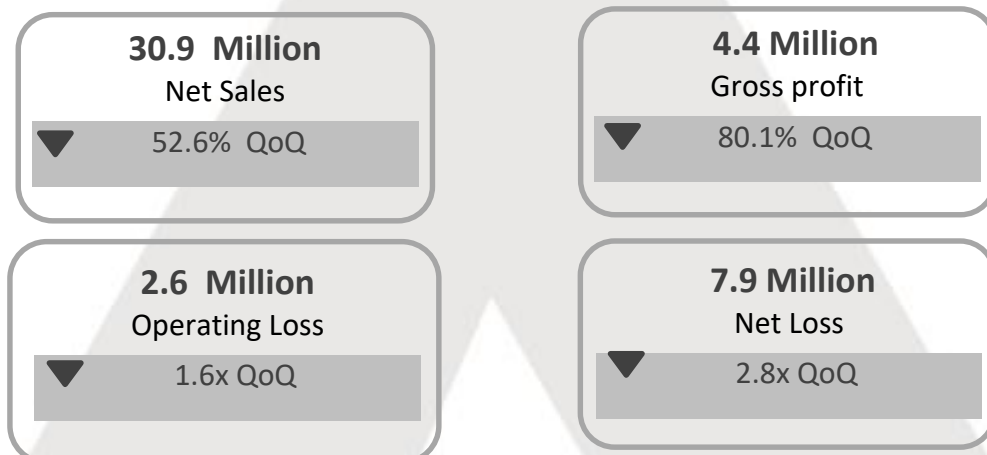 30.9 Million
Net Sales
52.6% QoQ
4.4 Million
Gross profit
80.1% QoQ
2.6 Million
Operating Loss
1.6x QoQ
7.9 Million
Net Loss
2.8x QoQ